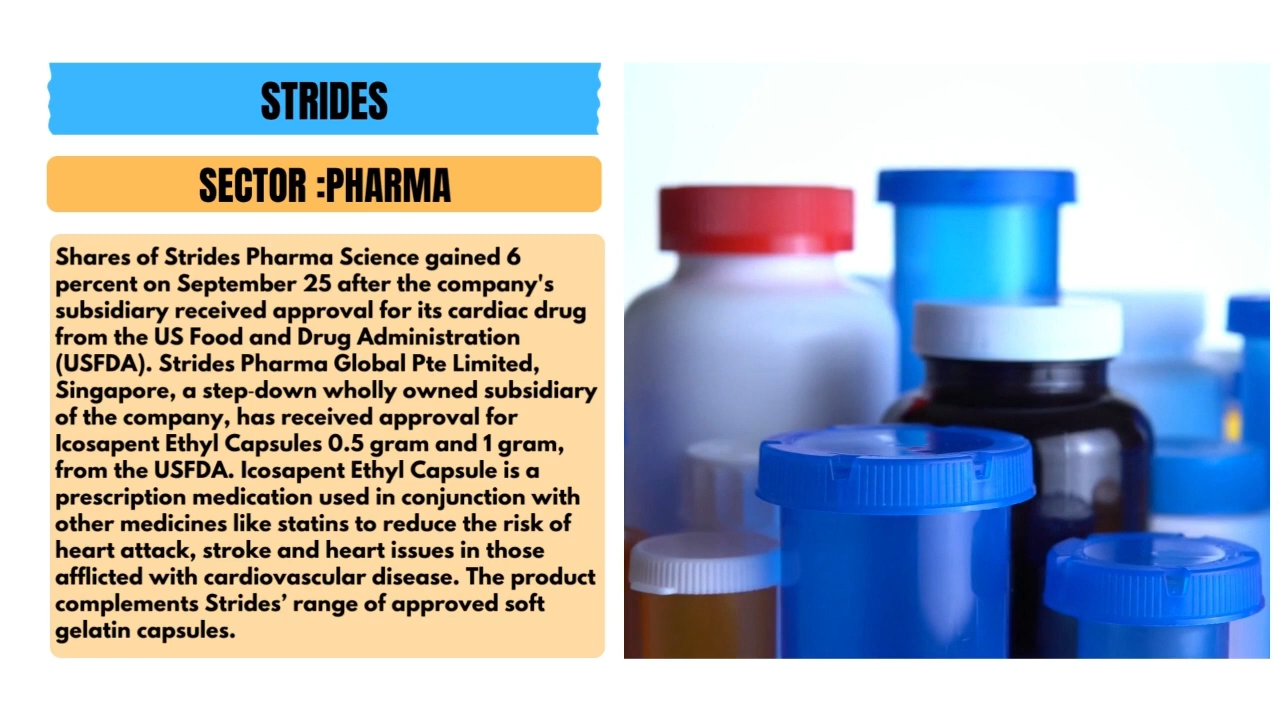 STRIDES
SECTOR :PHARMA
Shares of Strides Pharma Science gained 6
percent on September 25 after the company's
subsidiary received approval for its cardiac drug
from the US Food and Drug Administration
(USFDA). Strides Pharma Global Pte Limited,
Singapore, a step-down wholly owned subsidiary
of the company, has received approval for
Icosapent Ethyl Capsules 0.5 gram and 1 gram,
from the USFDA. Icosapent Ethyl Capsule is a
prescription medication used in conjunction with
other medicines like statins to reduce the risk of
heart attack, stroke and heart issues in those
afflicted with cardiovascular disease. The product
complements Strides’ range of approved soft
gelatin capsules.